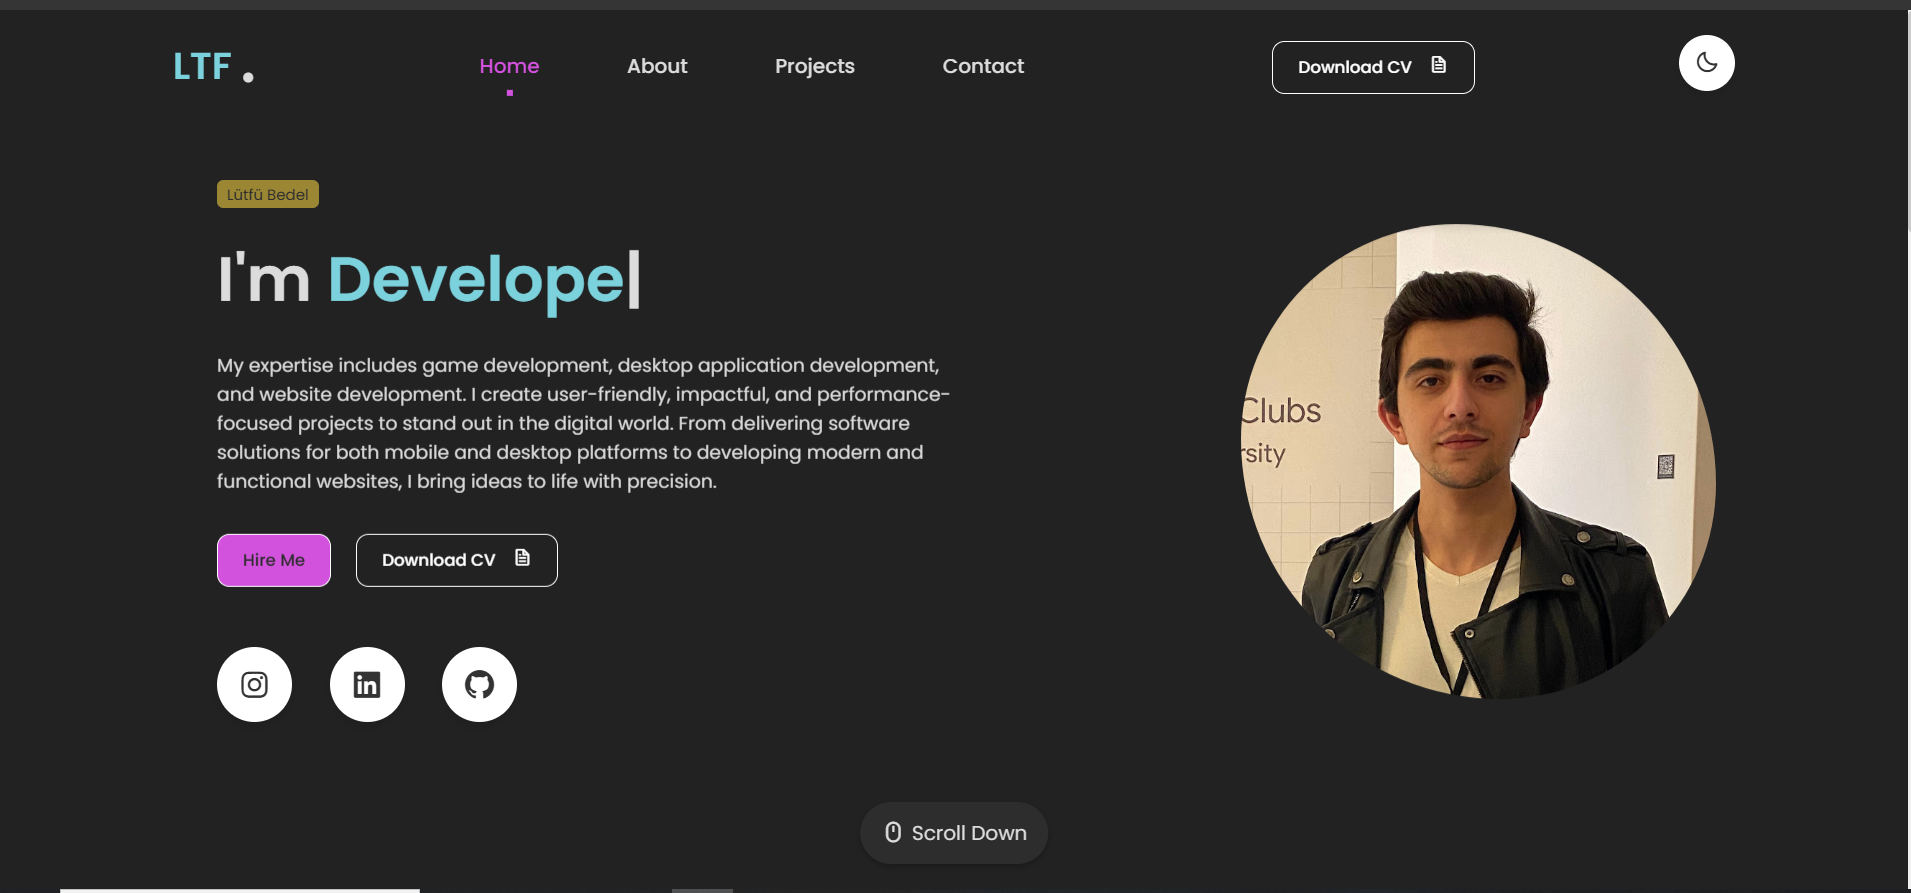 LTF .
Home
About
Projects
Contact
Download CV
Lütfü Bedel
I'm Develope|
My expertise includes game development, desktop application development,
and website development. I create user-friendly, impactful, and performance-
focused projects to stand out in the digital world. From delivering software
solutions for both mobile and desktop platforms to developing modern and
functional websites, I bring ideas to life with precision.
Hire Me
Download CV
Clubs
rsity
Scroll Down